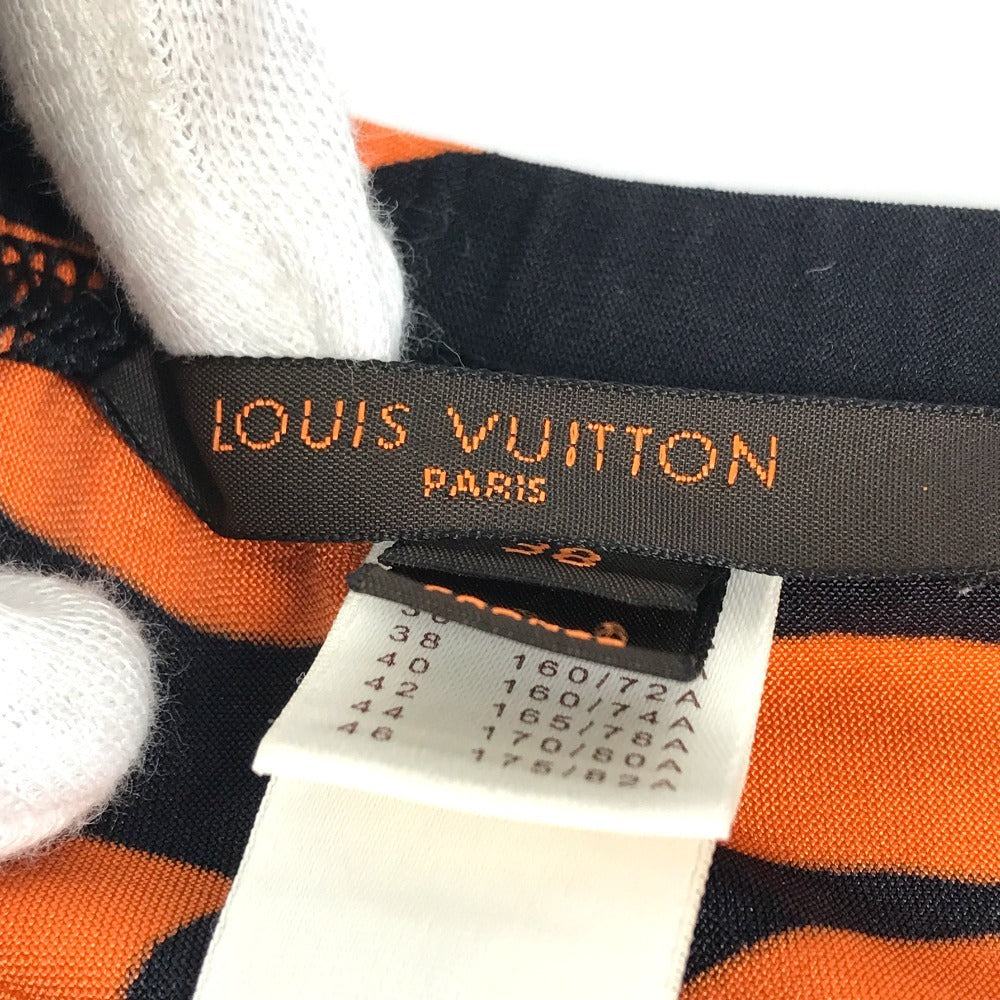 LOUIS VUITTON
PARIS
38
38
40 160/72A
42 160/74A
44 165/78A
46 170/80A
175/82A